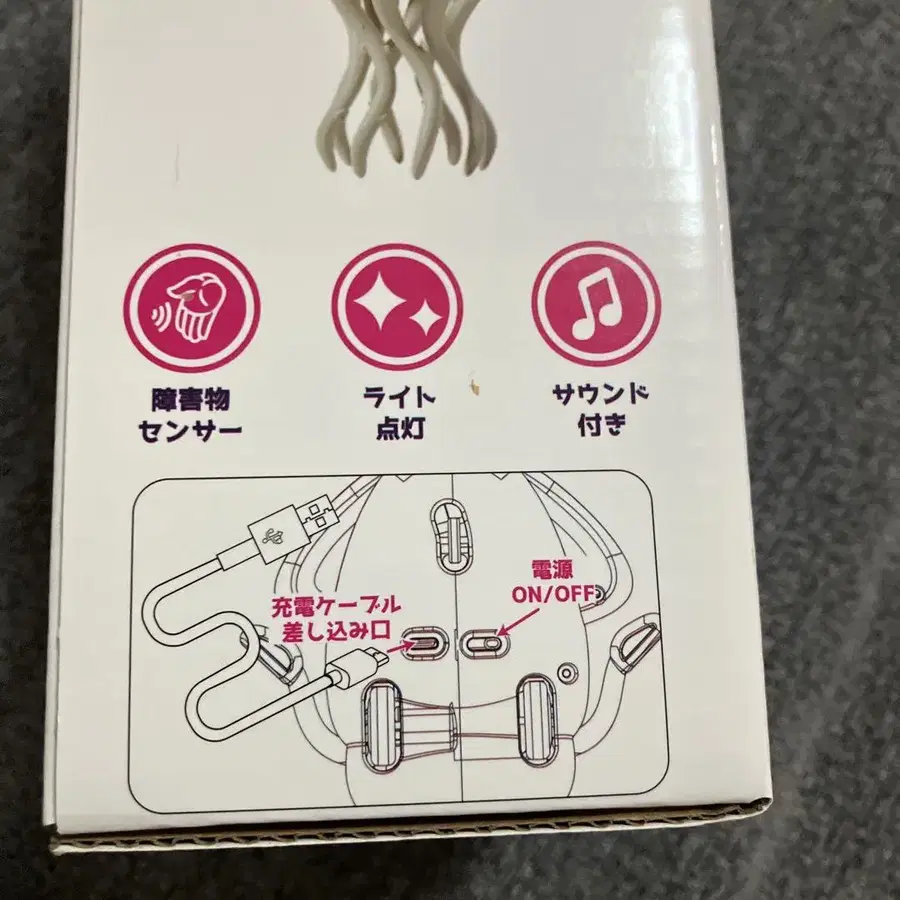 障害物
センサー
ライト
点灯
サウンド
付き
電源
ON/OFF
充電ケーブル
差し込み口